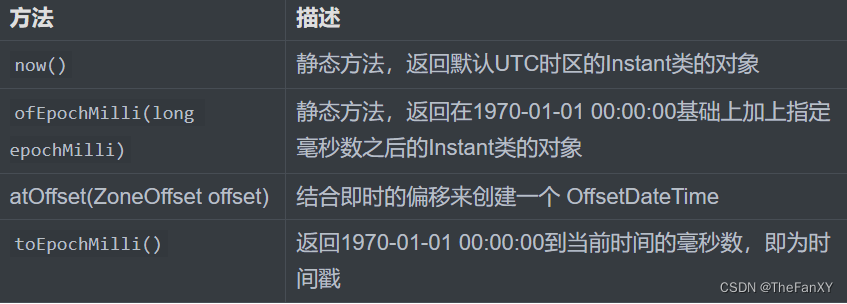 方法 描述
now() 静态方法，返回默认UTC时区的Instant类的对象
ofEpochMilli(long 静态方法，返回在1970-01-01 00:00:00基础上加上指定
epochMilli) 毫秒数之后的Instant类的对象
atOffset(ZoneOffset offset) 结合即时的偏移来创建一个 OffsetDateTime
toEpochMilli() 返回1970-01-01 00:00:00到当前时间的毫秒数，即为时
间戳
CSDN @TheFanXY